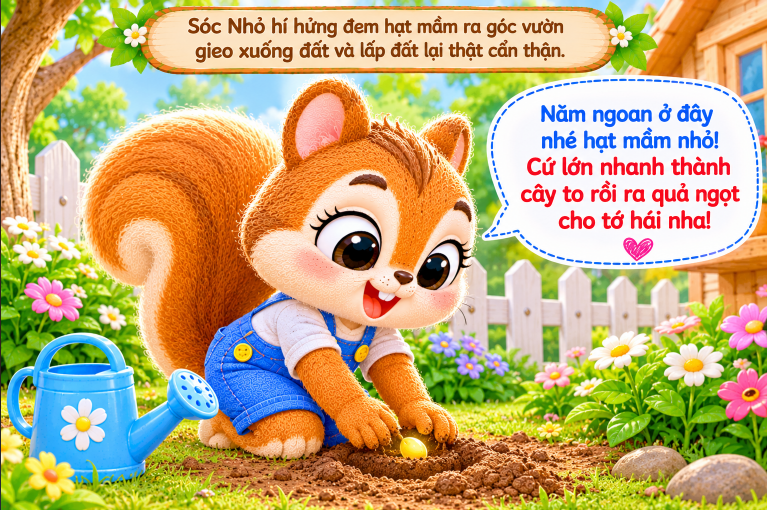 Sóc Nhỏ hí hửng đem hạt mầm ra góc vườn
gieo xuống đất và lấp đất lại thật cẩn thận.
Nằm ngoan ở đây
nhé hạt mầm nhỏ!
Cứ lớn nhanh thành
cây to rồi ra quả ngọt
cho tớ hái nha!